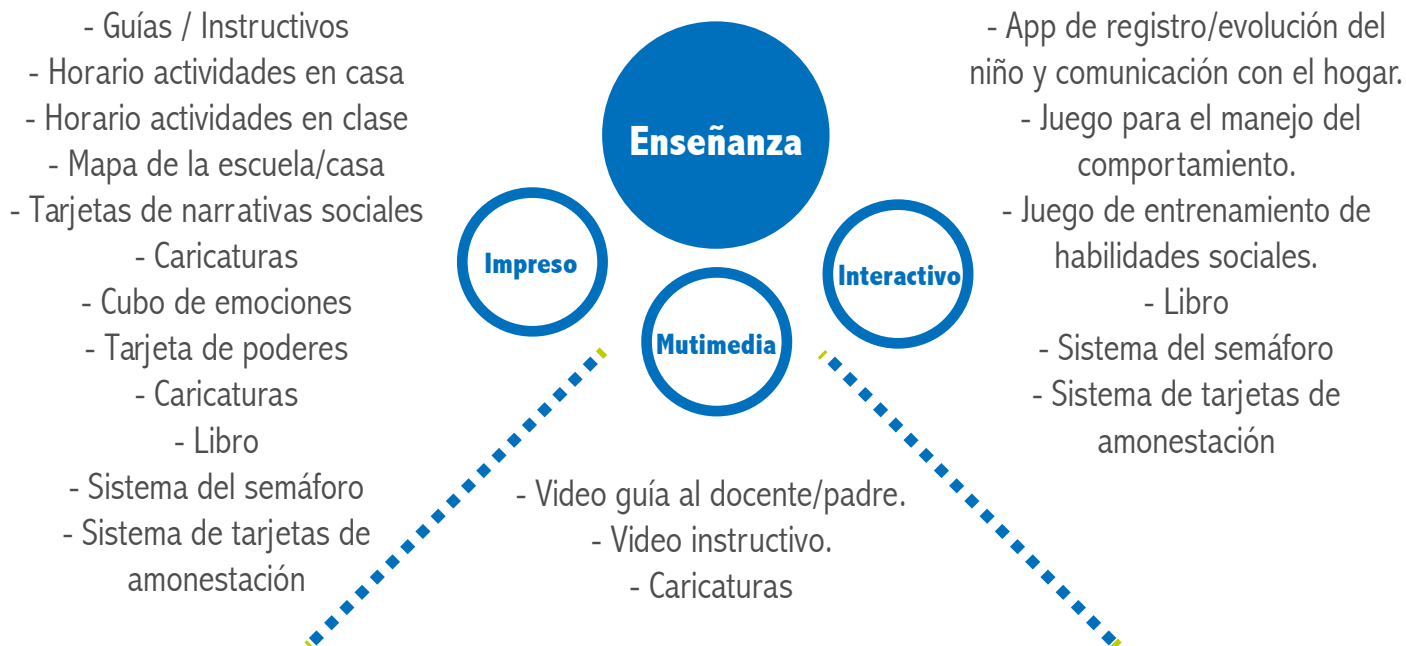 - Guías / Instructivos
- Horario actividades en casa
- Horario actividades en clase
- Mapa de la escuela/casa
- Tarjetas de narrativas sociales
- Caricaturas
- Cubo de emociones
- Tarjeta de poderes
- Caricaturas
- Libro
- Sistema del semáforo
- Sistema de tarjetas de
amonestación
Enseñanza
Impreso
Mutimedia
Interactivo
- Video guía al docente/padre.
- Video instructivo.
- Caricaturas
- App de registro/evolución del
niño y comunicación con el hogar.
- Juego para el manejo del
comportamiento.
- Juego de entrenamiento de
habilidades sociales.
- Libro
- Sistema del semáforo
- Sistema de tarjetas de
amonestación